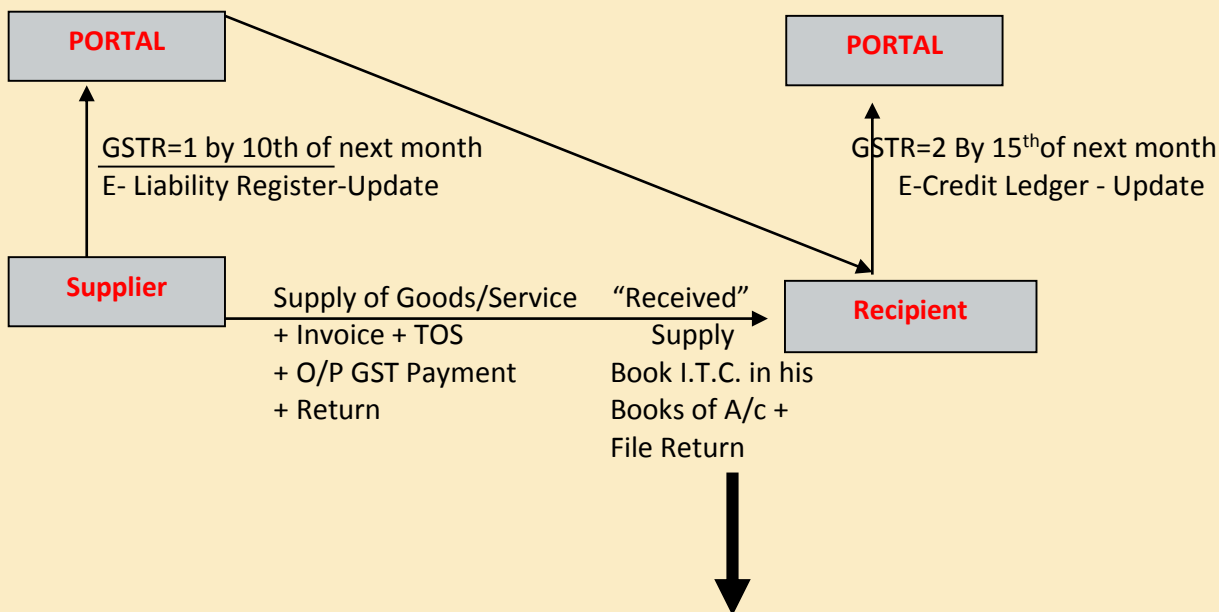 PORTAL
PORTAL
GSTR=1 by 10th of next month
E- Liability Register-Update
GSTR=2 By 15thof next month
E-Credit Ledger - Update
Supplier
Supply of Goods/Service
+ Invoice + TOS
+ O/P GST Payment
+ Return
“Received”
Supply
Book I.T.C. in his
Books of A/c +
File Return
Recipient